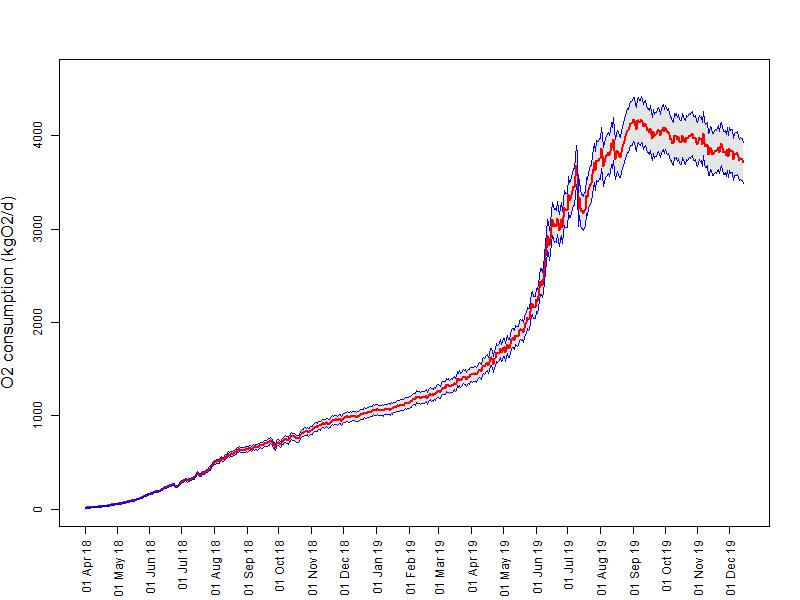 O2 consumption (kgO2/d)
4000
3000
2000
1000
0
01 Apr 18
01 May 18
01 Jun 18
01 Jul 18
01 Aug 18
01 Sep 18
01 Oct 18
01 Nov 18
01 Dec 18
01 Jan 19
01 Feb 19
01 Mar 19
01 Apr 19
01 May 19
01 Jun 19
01 Jul 19
01 Aug 19
01 Sep 19
01 Oct 19
01 Nov 19
01 Dec 19